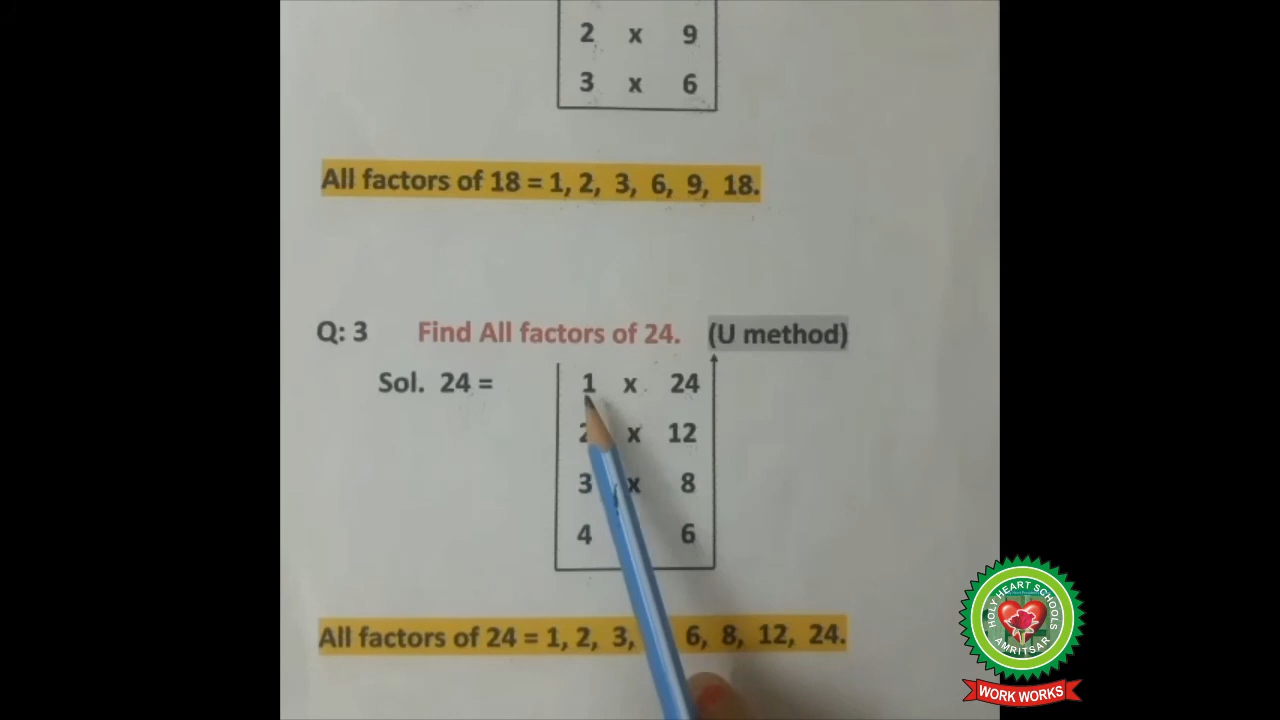 2 x 9
3 x 6
All factors of 18 = 1, 2, 3, 6, 9, 18.
Q: 3 Find All factors of 24. (U method)
Sol. 24 = 1 x 24
2 x 12
3 x 8
4 6
All factors of 24 = 1, 2, 3, 6, 8, 12, 24.
HOLY HEART SCHOOLS
AMRITSAR
WORK WORKS